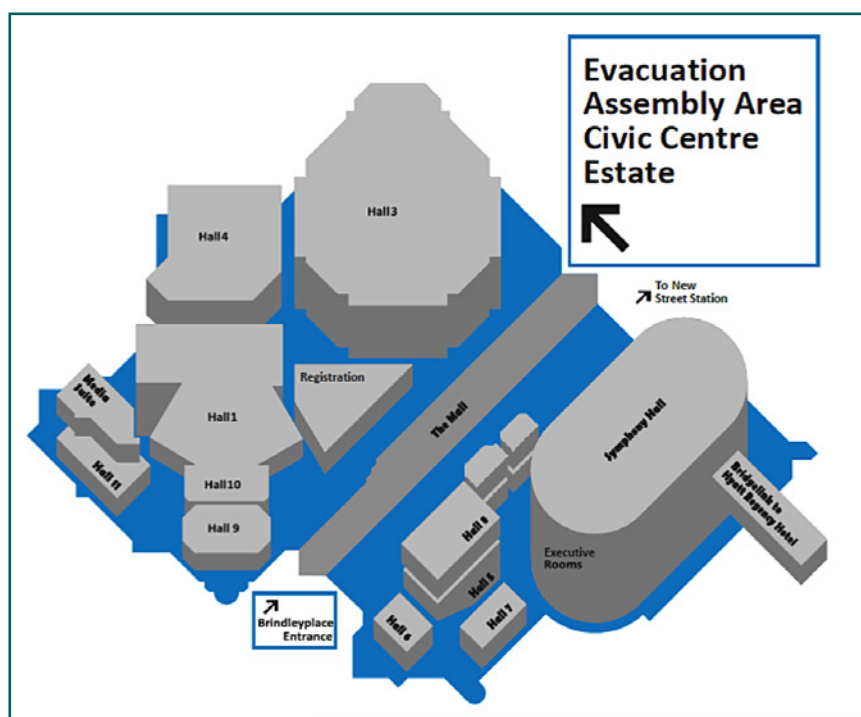 Evacuation
Assembly Area
Civic Centre
Estate
To New
Street Station
Hall3
Hall4
Registration
Media
Suite
Hall1
The Mall
Symphony Hall
Hall 11
Hall10
Hall 9
Bridgelink to
Hyatt Regency Hotel
Hall 8
Executive
Rooms
Hall 5
Hall 7
Hall 6
Brindleyplace
Entrance